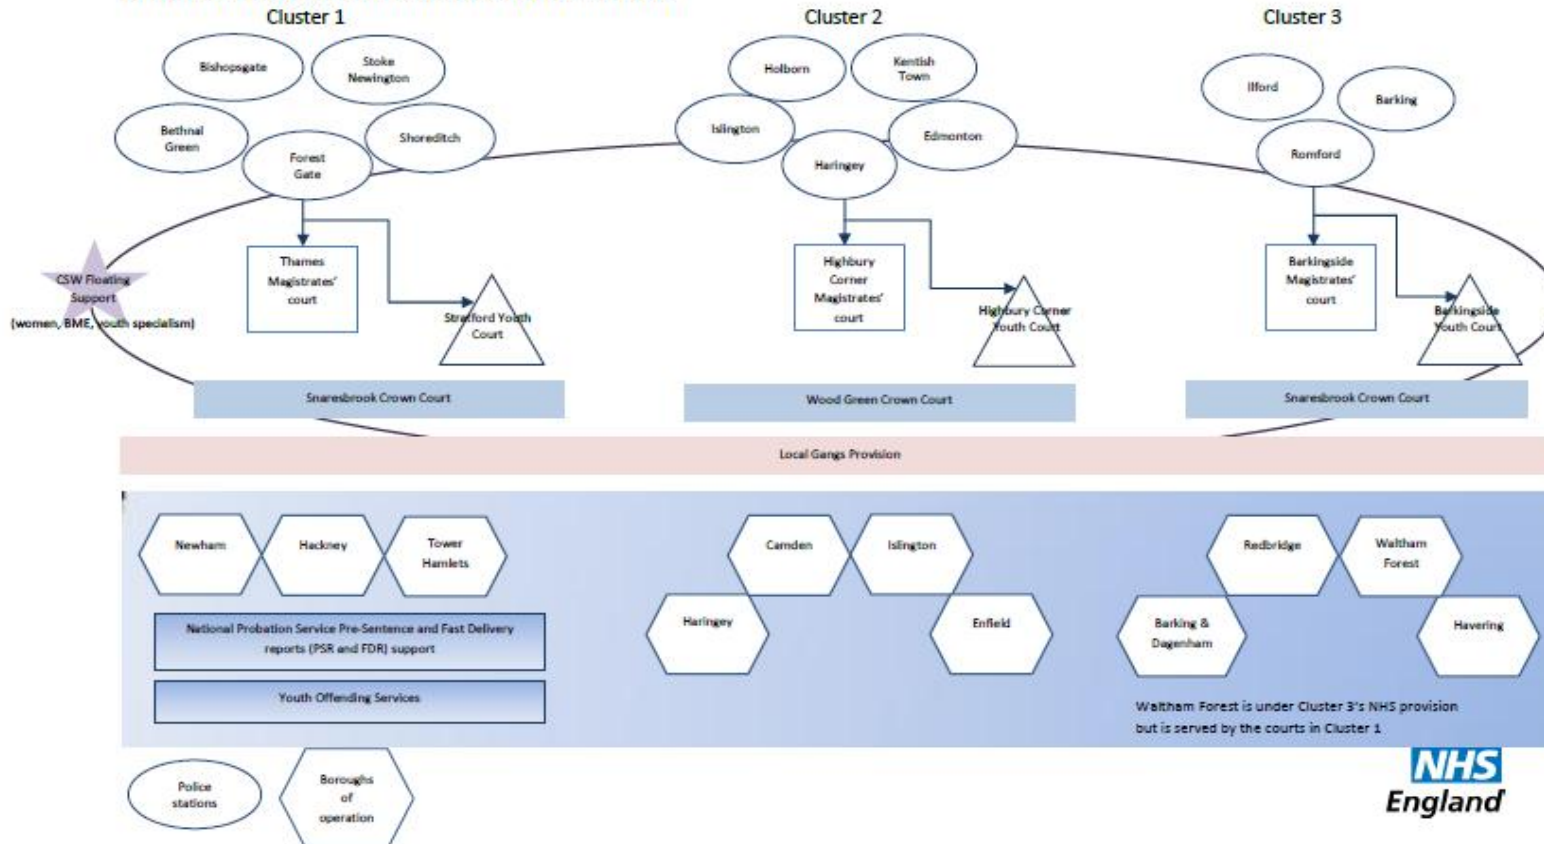 Cluster 1
Cluster 2
Cluster 3
Bishopsgate
Stoke
Newington
Bethnal
Green
Forest
Gate
Shoreditch
Holborn
Kentish
Town
Islington
Haringey
Edmonton
Ilford
Barking
Romford
CSW Floating
Support
(women, BME, youth specialism)
Thames
Magistrates'
court
Stratford Youth
Court
Highbury
Corner
Magistrates'
court
Highbury Corner
Youth Court
Barkingside
Magistrates'
court
Barkingside
Youth Court
Snaresbrook Crown Court
Wood Green Crown Court
Snaresbrook Crown Court
Local Gangs Provision
Newham
Hackney
Tower
Hamlets
Camden
Islington
Haringey
Enfield
Redbridge
Waltham
Forest
Barking &
Dagenham
Havering
National Probation Service Pre-Sentence and Fast Delivery
reports (PSR and FDR) support
Youth Offending Services
Waltham Forest is under Cluster 3's NHS provision
but is served by the courts in Cluster 1
Police
stations
Boroughs
of
operation
NHS
England